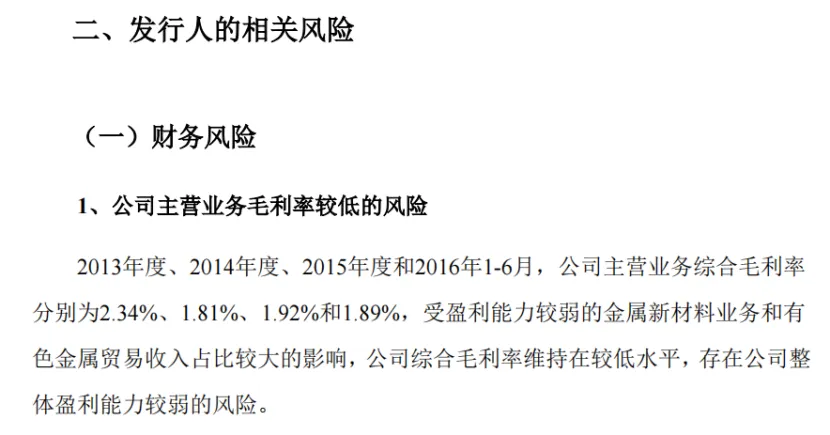 二、发行人的相关风险
（一）财务风险
1、公司主营业务毛利率较低的风险
2013年度、2014年度、2015年度和2016年1-6月，公司主营业务综合毛利率
分别为2.34%、1.81%、1.92%和1.89%，受盈利能力较弱的金属新材料业务和有
色金属贸易收入占比较大的影响，公司综合毛利率维持在较低水平，存在公司整
体盈利能力较弱的风险。